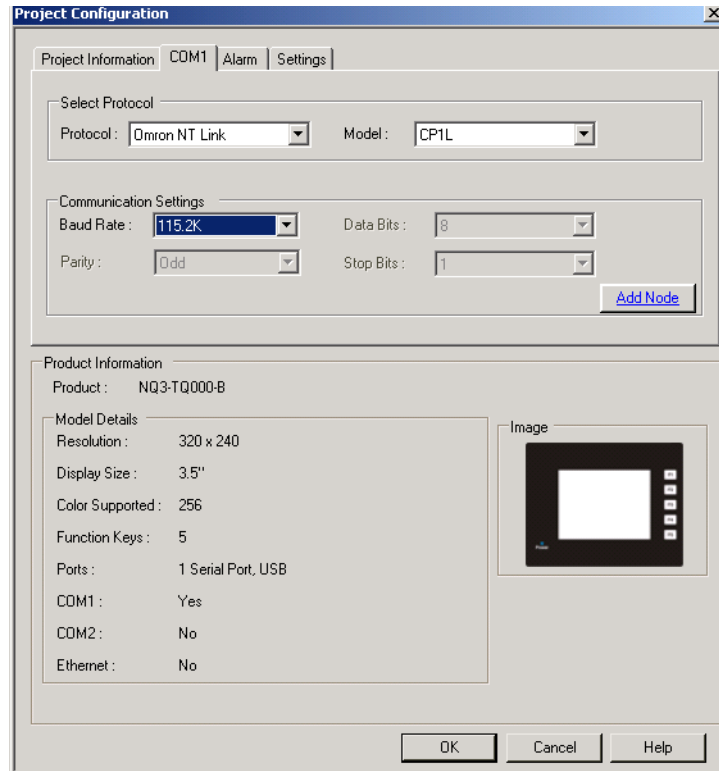 Project Configuration
Project Information COM1 Alarm Settings
Select Protocol
Protocol : Omron NT Link Model : CP1L
Communication Settings
Baud Rate : 115.2K Data Bits : 8
Parity : Odd Stop Bits : 1
Add Node
Product Information
Product : NQ3-TQ000-B
Model Details
Image
Resolution : 320 x 240
Display Size : 3.5''
Color Supported : 256
Function Keys : 5
Ports : 1 Serial Port, USB
COM1 : Yes
COM2 : No
Ethernet : No
OK Cancel Help